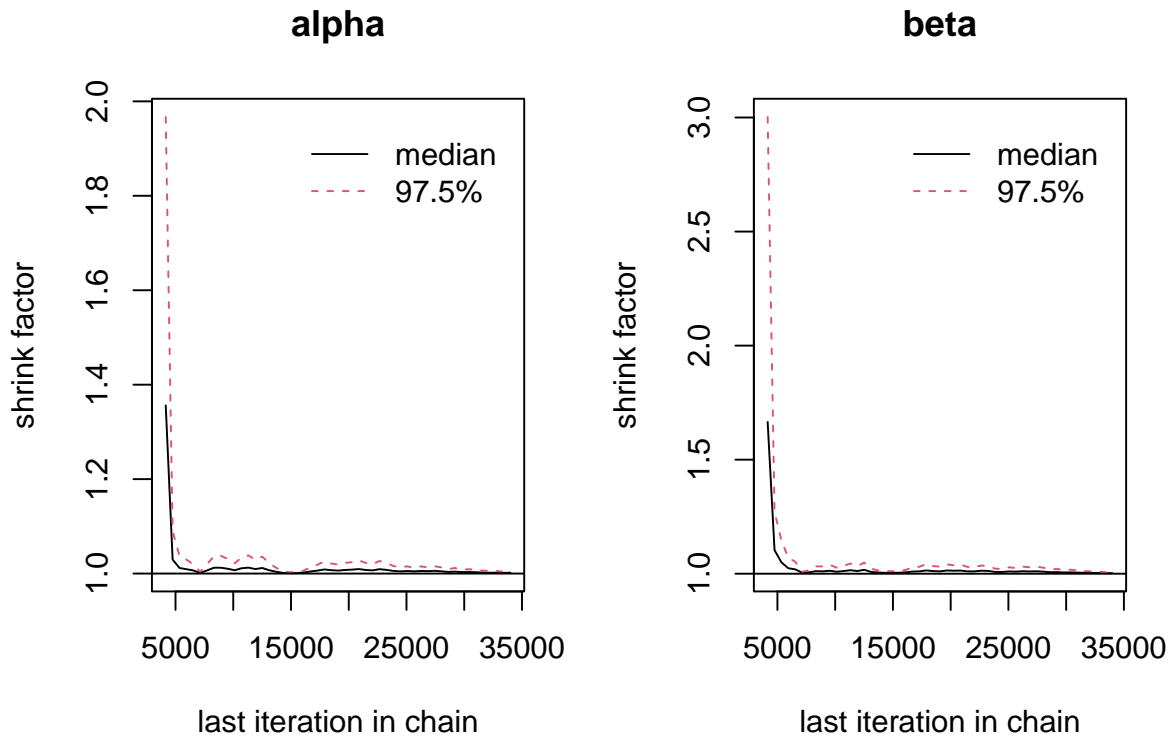 alpha
shrink factor
1.0 1.2 1.4 1.6 1.8 2.0
median
97.5%
5000 15000 25000 35000
last iteration in chain
beta
shrink factor
1.0 1.5 2.0 2.5 3.0
median
97.5%
5000 15000 25000 35000
last iteration in chain